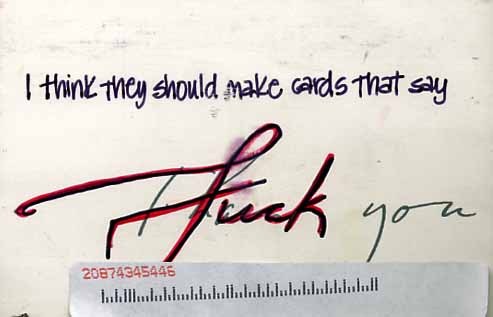 I think they should make cards that say
Fuck you
20874345446